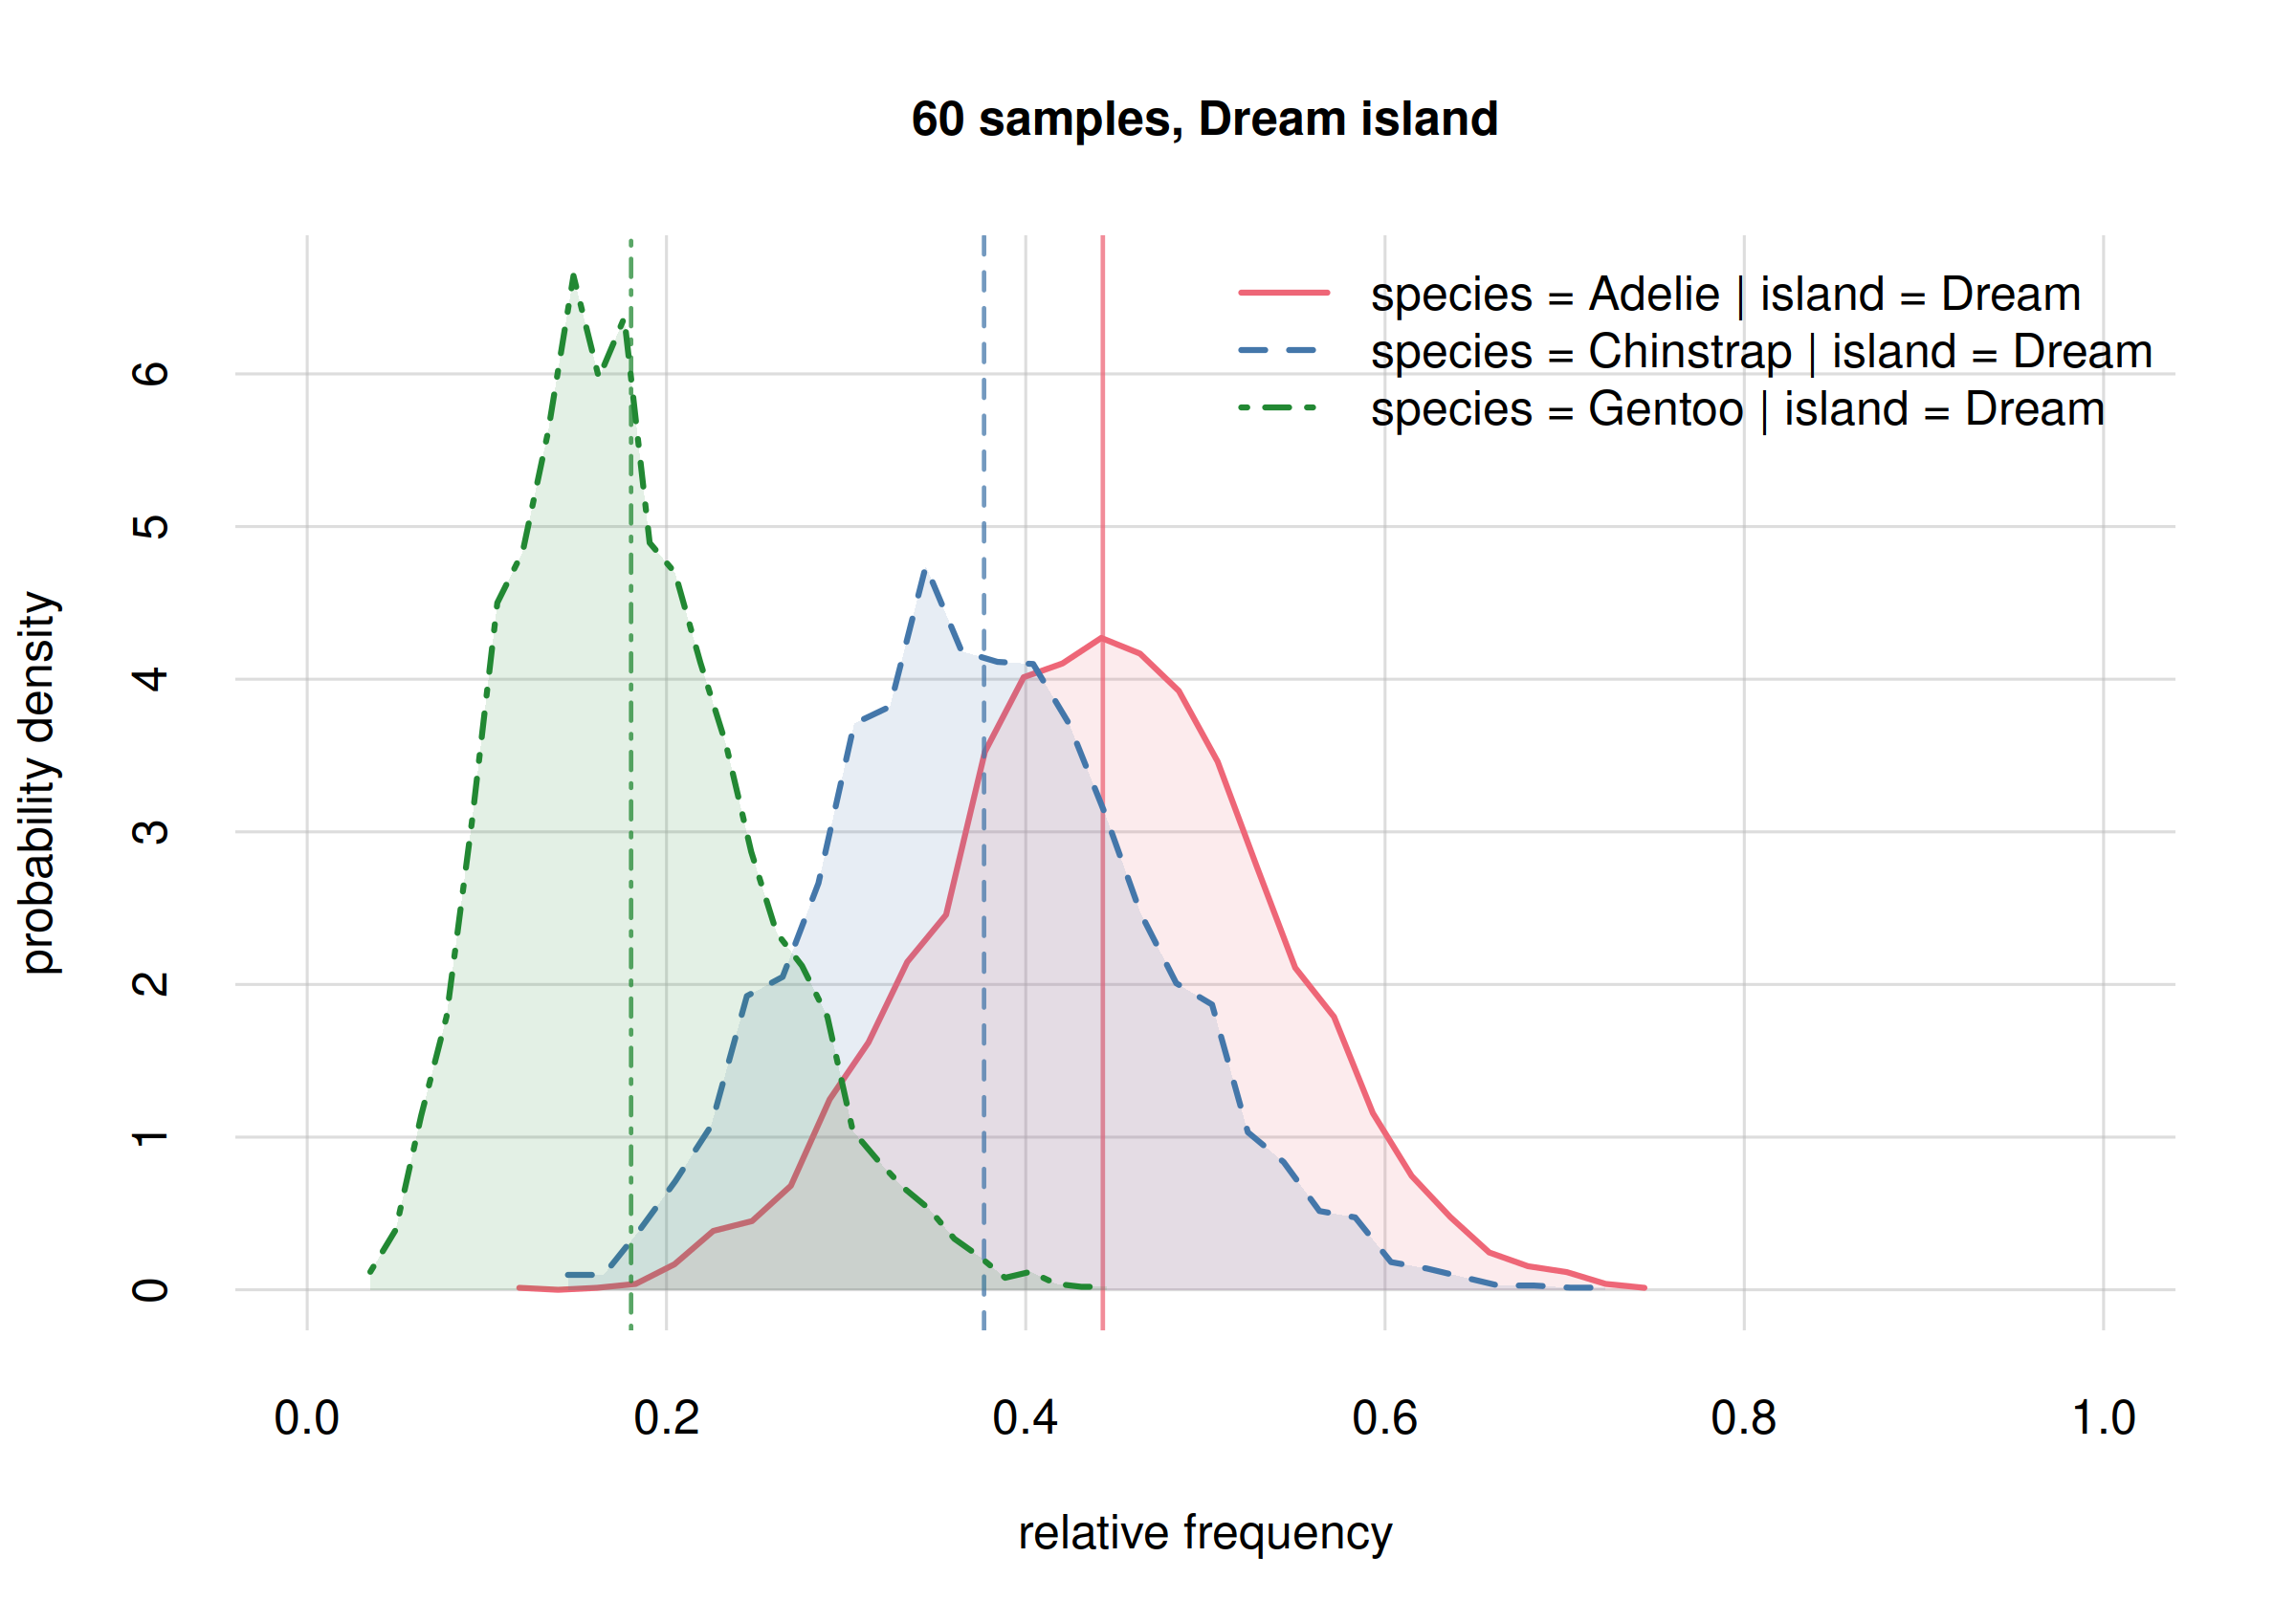 60 samples, Dream island
species = Adelie | island = Dream
species = Chinstrap | island = Dream
species = Gentoo | island = Dream
probability density
6
5
4
3
2
1
0
0.0 0.2 0.4 0.6 0.8 1.0
relative frequency